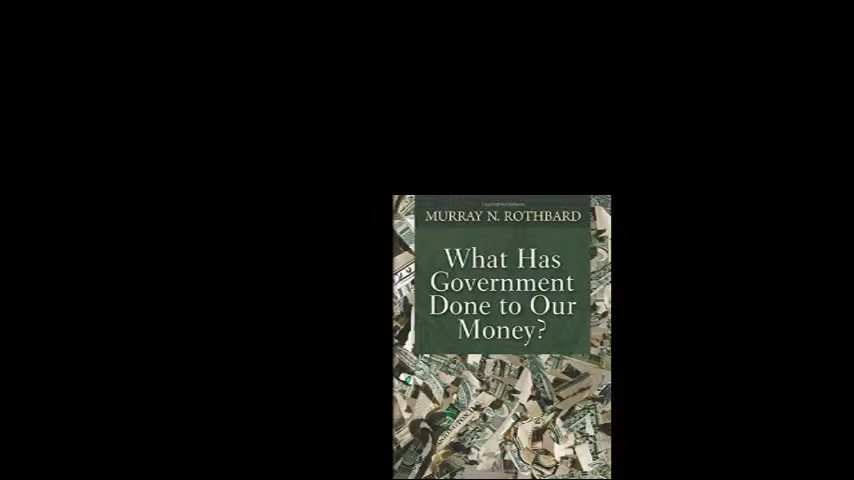 MURRAY N. ROTHBARD
What Has
Government
Done to Our
Money?